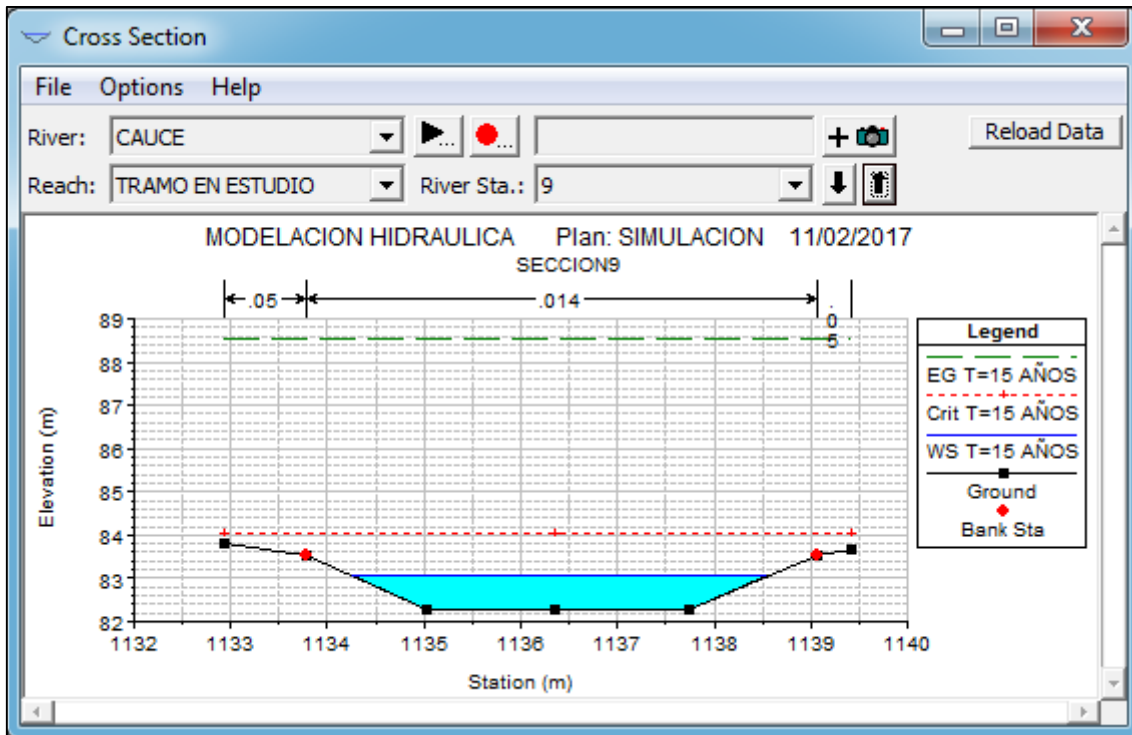 Cross Section
File Options Help
River: CAUCE ... ... + Reload Data
Reach: TRAMO EN ESTUDIO River Sta.: 9
MODELACION HIDRAULICA Plan: SIMULACION 11/02/2017
SECCION9
.05 .014 .05
Elevation (m)
89
88
87
86
85
84
83
82
1132 1133 1134 1135 1136 1137 1138 1139 1140
Station (m)
Legend
EG T=15 AÑOS
Crit T=15 AÑOS
WS T=15 AÑOS
Ground
Bank Sta